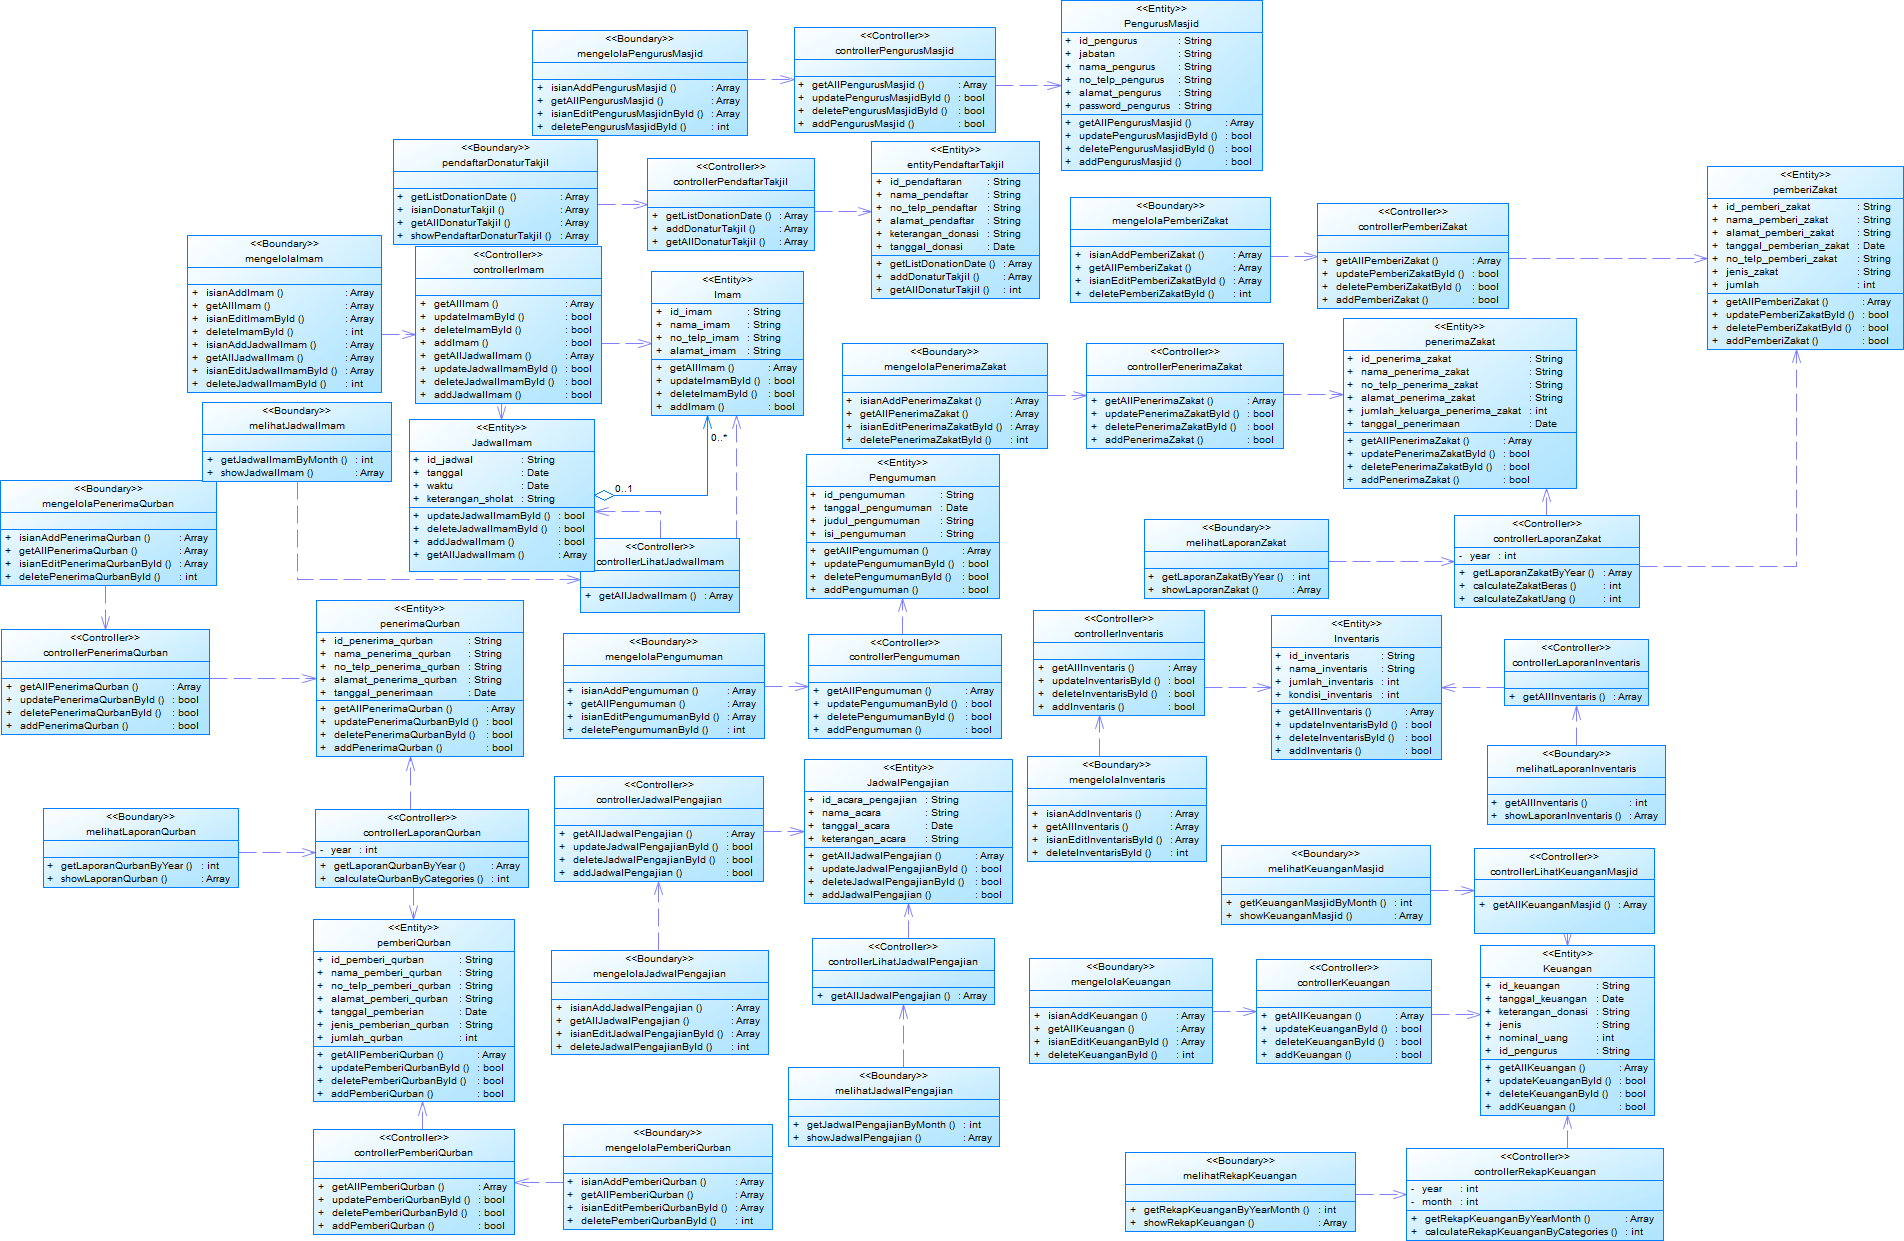 <<Boundary>>
mengelolaPengurusMasjid
+ isianAddPengurusMasjid () : Array
+ getAllPengurusMasjid () : Array
+ isianEditPengurusMasjidnById () : Array
+ deletePengurusMasjidById () : int
<<Controller>>
controllerPengurusMasjid
+ getAllPengurusMasjid () : Array
+ updatePengurusMasjidById () : bool
+ deletePengurusMasjidById () : bool
+ addPengurusMasjid () : bool
<<Entity>>
PengurusMasjid
+ id_pengurus : String
+ jabatan : String
+ nama_pengurus : String
+ no_telp_pengurus : String
+ alamat_pengurus : String
+ password_pengurus : String
+ getAllPengurusMasjid () : Array
+ updatePengurusMasjidById () : bool
+ deletePengurusMasjidById () : bool
+ addPengurusMasjid () : bool
<<Boundary>>
pendaftarDonaturTakjil
+ getListDonationDate () : Array
+ isianDonaturTakjil () : Array
+ getAllDonaturTakjil () : Array
+ showPendaftarDonaturTakjil () : Array
<<Controller>>
controllerPendaftarTakjil
+ getListDonationDate () : Array
+ addDonaturTakjil () : Array
+ getAllDonaturTakjil () : Array
<<Entity>>
entityPendaftarTakjil
+ id_pendaftaran : String
+ nama_pendaftar : String
+ no_telp_pendaftar : String
+ alamat_pendaftar : String
+ keterangan_donasi : String
+ tanggal_donasi : Date
+ getListDonationDate () : Array
+ addDonaturTakjil () : Array
+ getAllDonaturTakjil () : int
<<Boundary>>
mengelolaPemberiZakat
+ isianAddPemberiZakat () : Array
+ getAllPemberiZakat () : Array
+ isianEditPemberiZakatById () : Array
+ deletePemberiZakatById () : int
<<Controller>>
controllerPemberiZakat
+ getAllPemberiZakat () : Array
+ updatePemberiZakatById () : bool
+ deletePemberiZakatById () : bool
+ addPemberiZakat () : bool
<<Entity>>
pemberiZakat
+ id_pemberi_zakat : String
+ nama_pemberi_zakat : String
+ alamat_pemberi_zakat : String
+ tanggal_pemberian_zakat : Date
+ no_telp_pemberi_zakat : String
+ jenis_zakat : String
+ jumlah : int
+ getAllPemberiZakat () : Array
+ updatePemberiZakatById () : bool
+ deletePemberiZakatById () : bool
+ addPemberiZakat () : bool
<<Boundary>>
mengelolaImam
+ isianAddImam () : Array
+ getAllImam () : Array
+ isianEditImamById () : Array
+ deleteImamById () : int
+ isianAddJadwalImam () : Array
+ getAllJadwalImam () : Array
+ isianEditJadwalImamById () : Array
+ deleteJadwalImamById () : int
<<Controller>>
controllerImam
+ getAllImam () : Array
+ updateImamById () : bool
+ deleteImamById () : bool
+ addImam () : bool
+ getAllJadwalImam () : Array
+ updateJadwalImamById () : bool
+ deleteJadwalImamById () : bool
+ addJadwalImam () : bool
<<Entity>>
Imam
+ id_imam : String
+ nama_imam : String
+ no_telp_imam : String
+ alamat_imam : String
+ getAllImam () : Array
+ updateImamById () : bool
+ deleteImamById () : bool
+ addImam () : bool
<<Boundary>>
mengelolaPenerimaZakat
+ isianAddPenerimaZakat () : Array
+ getAllPenerimaZakat () : Array
+ isianEditPenerimaZakatById () : Array
+ deletePenerimaZakatById () : int
<<Controller>>
controllerPenerimaZakat
+ getAllPenerimaZakat () : Array
+ updatePenerimaZakatById () : bool
+ deletePenerimaZakatById () : bool
+ addPenerimaZakat () : bool
<<Entity>>
penerimaZakat
+ id_penerima_zakat : String
+ nama_penerima_zakat : String
+ no_telp_penerima_zakat : String
+ alamat_penerima_zakat : String
+ jumlah_keluarga_penerima_zakat : int
+ tanggal_penerimaan : Date
+ getAllPenerimaZakat () : Array
+ updatePenerimaZakatById () : bool
+ deletePenerimaZakatById () : bool
+ addPenerimaZakat () : bool
<<Boundary>>
melihatJadwalImam
+ getJadwalImamByMonth () : int
+ showJadwalImam () : Array
<<Entity>>
JadwalImam
+ id_jadwal : String
+ tanggal : Date
+ waktu : Date
+ keterangan_sholat : String
+ updateJadwalImamById () : bool
+ deleteJadwalImamById () : bool
+ addJadwalImam () : bool
+ getAllJadwalImam () : Array
0..1
0..*
<<Controller>>
controllerLihatJadwalImam
+ getAllJadwalImam () : Array
<<Entity>>
Pengumuman
+ id_pengumuman : String
+ tanggal_pengumuman : Date
+ judul_pengumuman : String
+ isi_pengumuman : String
+ getAllPengumuman () : Array
+ updatePengumumanById () : bool
+ deletePengumumanById () : bool
+ addPengumuman () : bool
<<Boundary>>
mengelolaPenerimaQurban
+ isianAddPenerimaQurban () : Array
+ getAllPenerimaQurban () : Array
+ isianEditPenerimaQurbanById () : Array
+ deletePenerimaQurbanById () : int
<<Boundary>>
melihatLaporanZakat
+ getLaporanZakatByYear () : int
+ showLaporanZakat () : Array
<<Controller>>
controllerLaporanZakat
- year : int
+ getLaporanZakatByYear () : Array
+ calculateZakatBeras () : int
+ calculateZakatUang () : int
<<Controller>>
controllerPenerimaQurban
+ getAllPenerimaQurban () : Array
+ updatePenerimaQurbanById () : bool
+ deletePenerimaQurbanById () : bool
+ addPenerimaQurban () : bool
<<Entity>>
penerimaQurban
+ id_penerima_qurban : String
+ nama_penerima_qurban : String
+ no_telp_penerima_qurban : String
+ alamat_penerima_qurban : String
+ tanggal_penerimaan : Date
+ getAllPenerimaQurban () : Array
+ updatePenerimaQurbanById () : bool
+ deletePenerimaQurbanById () : bool
+ addPenerimaQurban () : bool
<<Boundary>>
mengelolaPengumuman
+ isianAddPengumuman () : Array
+ getAllPengumuman () : Array
+ isianEditPengumumanById () : Array
+ deletePengumumanById () : int
<<Controller>>
controllerPengumuman
+ getAllPengumuman () : Array
+ updatePengumumanById () : bool
+ deletePengumumanById () : bool
+ addPengumuman () : bool
<<Controller>>
controllerInventaris
+ getAllInventaris () : Array
+ updateInventarisById () : bool
+ deleteInventarisById () : bool
+ addInventaris () : bool
<<Entity>>
Inventaris
+ id_inventaris : String
+ nama_inventaris : String
+ jumlah_inventaris : int
+ kondisi_inventaris : int
+ getAllInventaris () : Array
+ updateInventarisById () : bool
+ deleteInventarisById () : bool
+ addInventaris () : bool
<<Controller>>
controllerLaporanInventaris
+ getAllInventaris () : Array
<<Boundary>>
melihatLaporanInventaris
+ getAllInventaris () : int
+ showLaporanInventaris () : Array
<<Boundary>>
mengelolaInventaris
+ isianAddInventaris () : Array
+ getAllInventaris () : Array
+ isianEditInventarisById () : Array
+ deleteInventarisById () : int
<<Boundary>>
melihatLaporanQurban
+ getLaporanQurbanByYear () : int
+ showLaporanQurban () : Array
<<Controller>>
controllerLaporanQurban
- year : int
+ getLaporanQurbanByYear () : Array
+ calculateQurbanByCategories () : int
<<Controller>>
controllerJadwalPengajian
+ getAllJadwalPengajian () : Array
+ updateJadwalPengajianById () : bool
+ deleteJadwalPengajianById () : bool
+ addJadwalPengajian () : bool
<<Entity>>
JadwalPengajian
+ id_acara_pengajian : String
+ nama_acara : String
+ tanggal_acara : Date
+ keterangan_acara : String
+ getAllJadwalPengajian () : Array
+ updateJadwalPengajianById () : bool
+ deleteJadwalPengajianById () : bool
+ addJadwalPengajian () : bool
<<Boundary>>
melihatKeuanganMasjid
+ getKeuanganMasjidByMonth () : int
+ showKeuanganMasjid () : Array
<<Controller>>
controllerLihatKeuanganMasjid
+ getAllKeuanganMasjid () : Array
<<Entity>>
pemberiQurban
+ id_pemberi_qurban : String
+ nama_pemberi_qurban : String
+ no_telp_pemberi_qurban : String
+ alamat_pemberi_qurban : String
+ tanggal_pemberian : Date
+ jenis_pemberian_qurban : String
+ jumlah_qurban : int
+ getAllPemberiQurban () : Array
+ updatePemberiQurbanById () : bool
+ deletePemberiQurbanById () : bool
+ addPemberiQurban () : bool
<<Boundary>>
mengelolaJadwalPengajian
+ isianAddJadwalPengajian () : Array
+ getAllJadwalPengajian () : Array
+ isianEditJadwalPengajianById () : Array
+ deleteJadwalPengajianById () : int
<<Controller>>
controllerLihatJadwalPengajian
+ getAllJadwalPengajian () : Array
<<Boundary>>
mengelolaKeuangan
+ isianAddKeuangan () : Array
+ getAllKeuangan () : Array
+ isianEditKeuanganById () : Array
+ deleteKeuanganById () : int
<<Controller>>
controllerKeuangan
+ getAllKeuangan () : Array
+ updateKeuanganById () : bool
+ deleteKeuanganById () : bool
+ addKeuangan () : bool
<<Entity>>
Keuangan
+ id_keuangan : String
+ tanggal_keuangan : Date
+ keterangan_donasi : String
+ jenis : String
+ nominal_uang : int
+ id_pengurus : String
+ getAllKeuangan () : Array
+ updateKeuanganById () : bool
+ deleteKeuanganById () : bool
+ addKeuangan () : bool
<<Boundary>>
melihatJadwalPengajian
+ getJadwalPengajianByMonth () : int
+ showJadwalPengajian () : Array
<<Controller>>
controllerPemberiQurban
+ getAllPemberiQurban () : Array
+ updatePemberiQurbanById () : bool
+ deletePemberiQurbanById () : bool
+ addPemberiQurban () : bool
<<Boundary>>
mengelolaPemberiQurban
+ isianAddPemberiQurban () : Array
+ getAllPemberiQurban () : Array
+ isianEditPemberiQurbanById () : Array
+ deletePemberiQurbanById () : int
<<Boundary>>
melihatRekapKeuangan
+ getRekapKeuanganByYearMonth () : int
+ showRekapKeuangan () : Array
<<Controller>>
controllerRekapKeuangan
- year : int
- month : int
+ getRekapKeuanganByYearMonth () : Array
+ calculateRekapKeuanganByCategories () : int